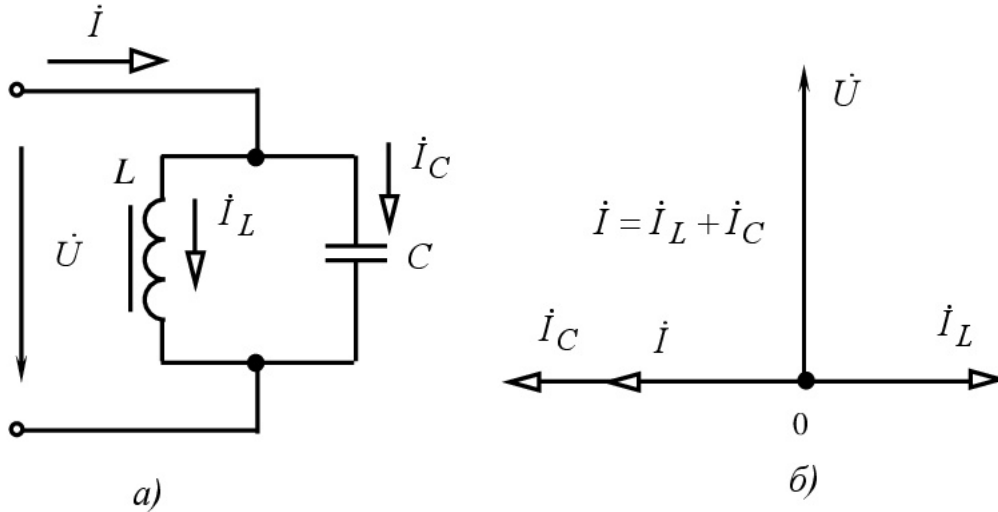 İ
L
U̇
İ_L
İ_C
C
а)
U̇
İ = İ_L + İ_C
İ_C
İ
İ_L
0
б)